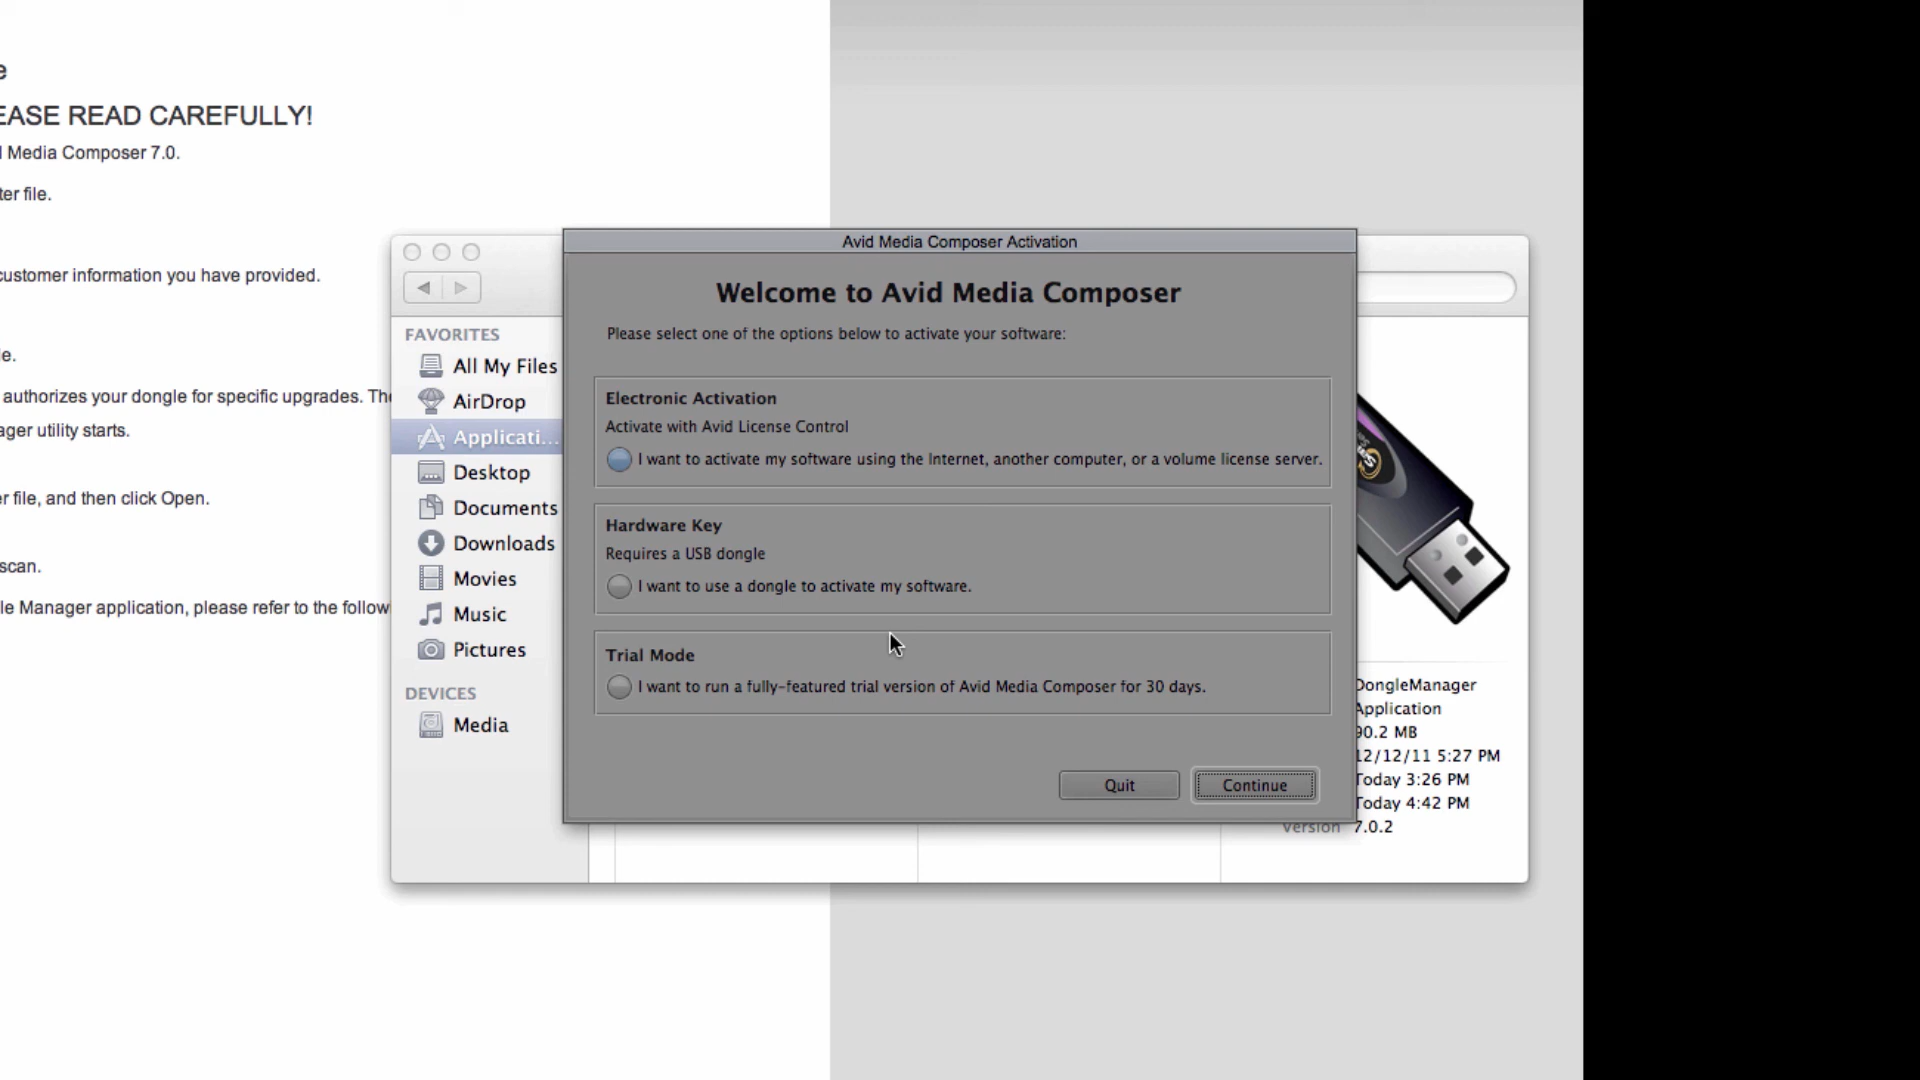 e
EASE READ CAREFULLY!
Media Composer 7.0.
ter file.
customer information you have provided.
le.
authorizes your dongle for specific upgrades. The
ager utility starts.
er file, and then click Open.
scan.
le Manager application, please refer to the follow
FAVORITES
All My Files
AirDrop
Applicati...
Desktop
Documents
Downloads
Movies
Music
Pictures
DEVICES
Media
Avid Media Composer Activation
Welcome to Avid Media Composer
Please select one of the options below to activate your software:
Electronic Activation
Activate with Avid License Control
I want to activate my software using the Internet, another computer, or a volume license server.
Hardware Key
Requires a USB dongle
I want to use a dongle to activate my software.
Trial Mode
I want to run a fully-featured trial version of Avid Media Composer for 30 days.
Quit
Continue
DongleManager
Application
90.2 MB
12/12/11 5:27 PM
Today 3:26 PM
Today 4:42 PM
Version 7.0.2